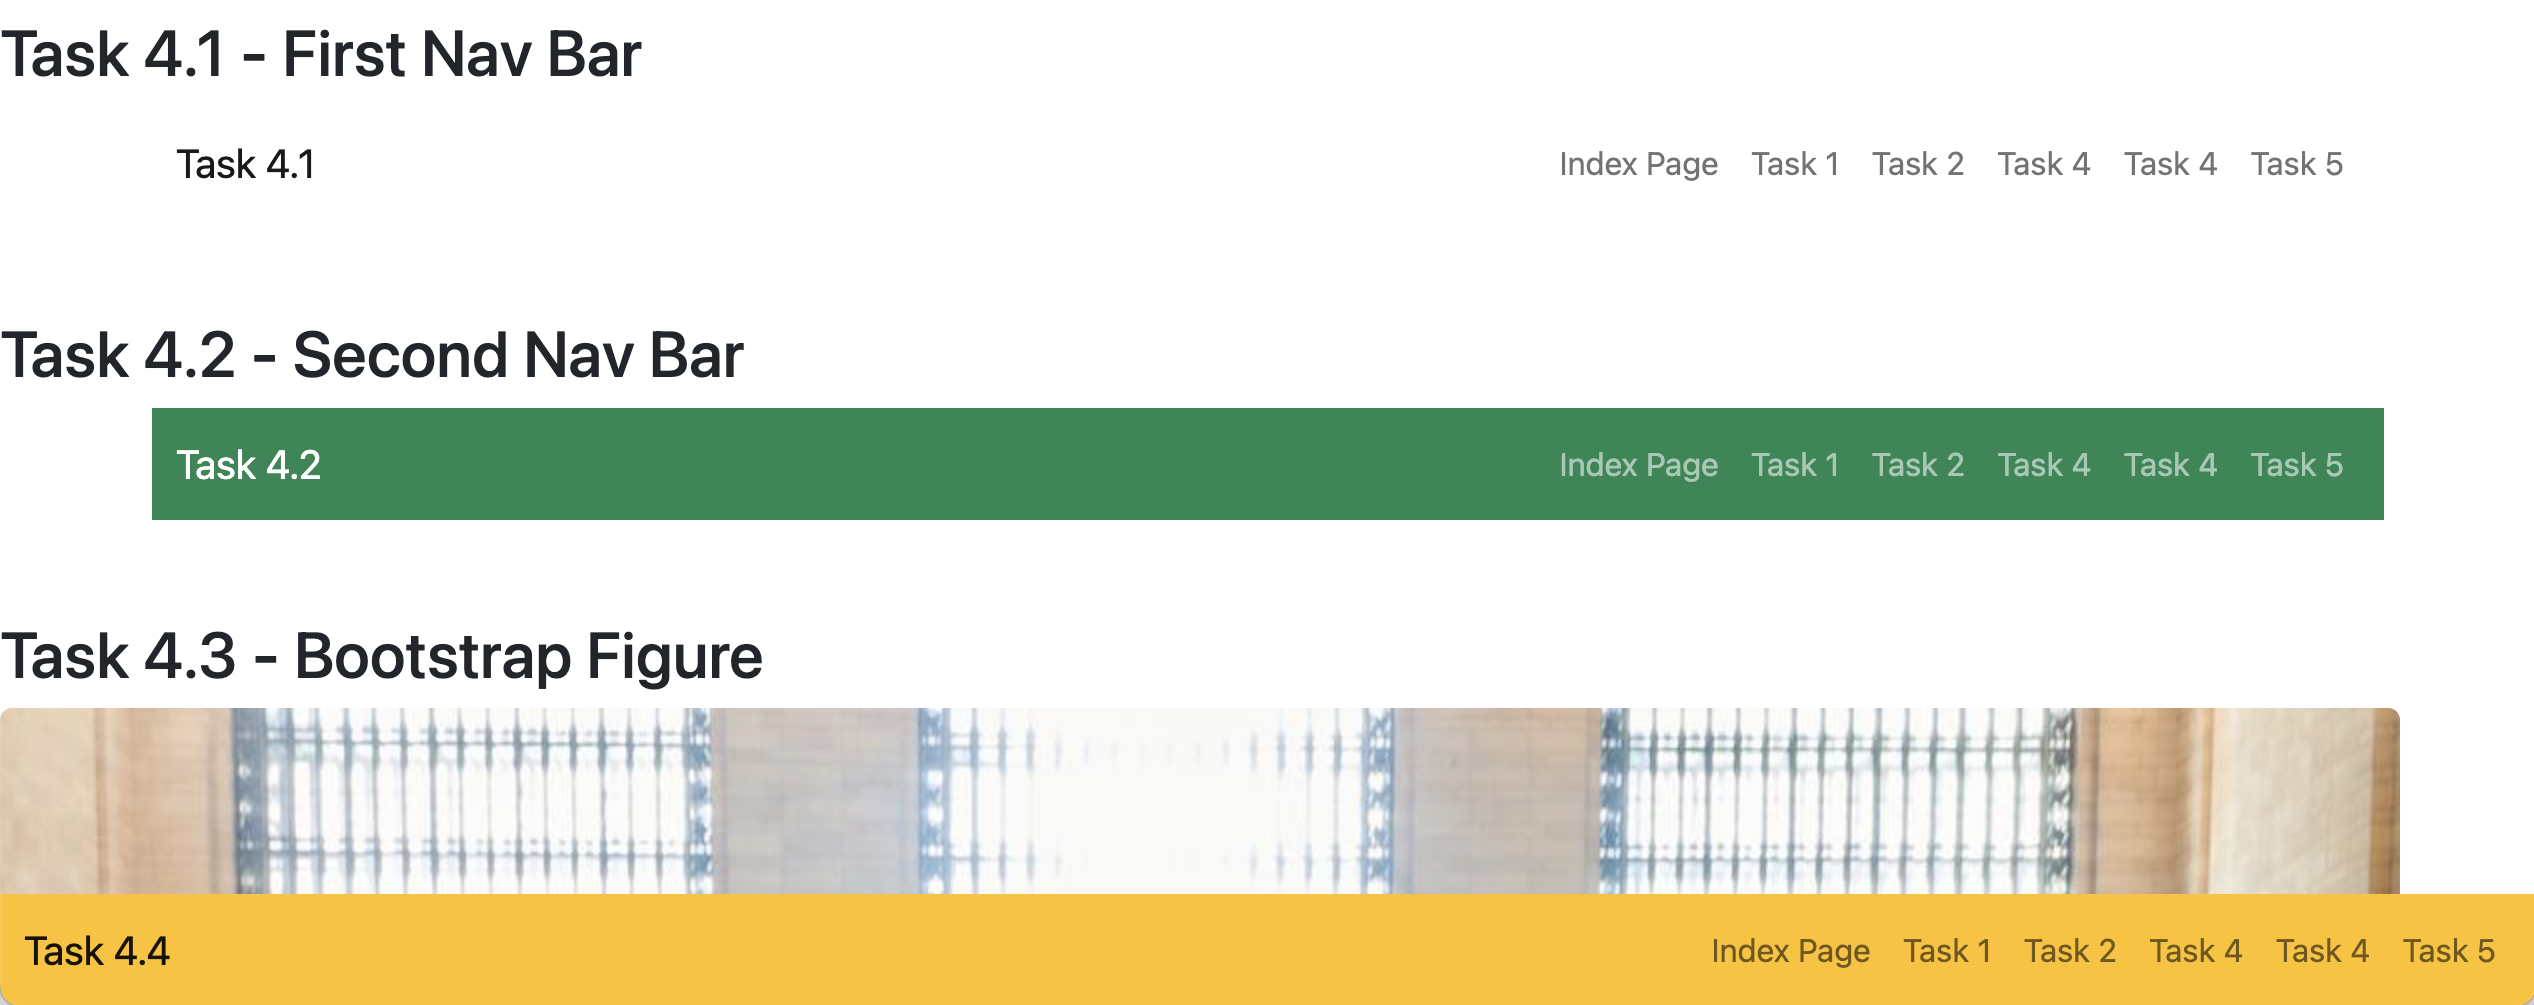 Task 4.1 - First Nav Bar
Task 4.1 Index Page Task 1 Task 2 Task 4 Task 4 Task 5
Task 4.2 - Second Nav Bar
Task 4.2 Index Page Task 1 Task 2 Task 4 Task 4 Task 5
Task 4.3 - Bootstrap Figure
Task 4.4 Index Page Task 1 Task 2 Task 4 Task 4 Task 5